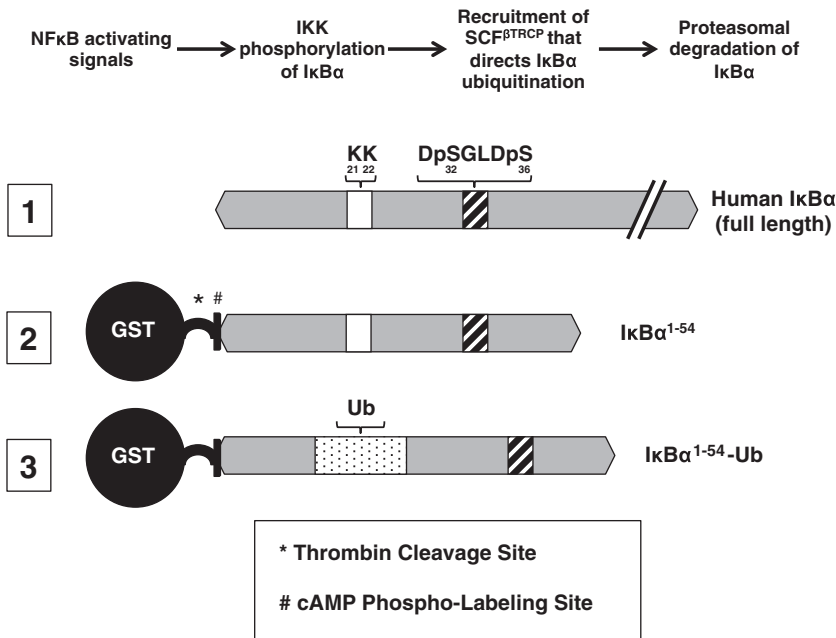 NFκB activating
signals
IKK
phosphorylation
of IκBα
Recruitment of
SCFβTRCP that
directs IκBα
ubiquitination
Proteasomal
degradation of
IκBα
KK
21 22
DpSGLDpS
32 36
1
Human IκBα
(full length)
* #
2
GST
IκBα1-54
Ub
3
GST
IκBα1-54-Ub
* Thrombin Cleavage Site
# cAMP Phospho-Labeling Site